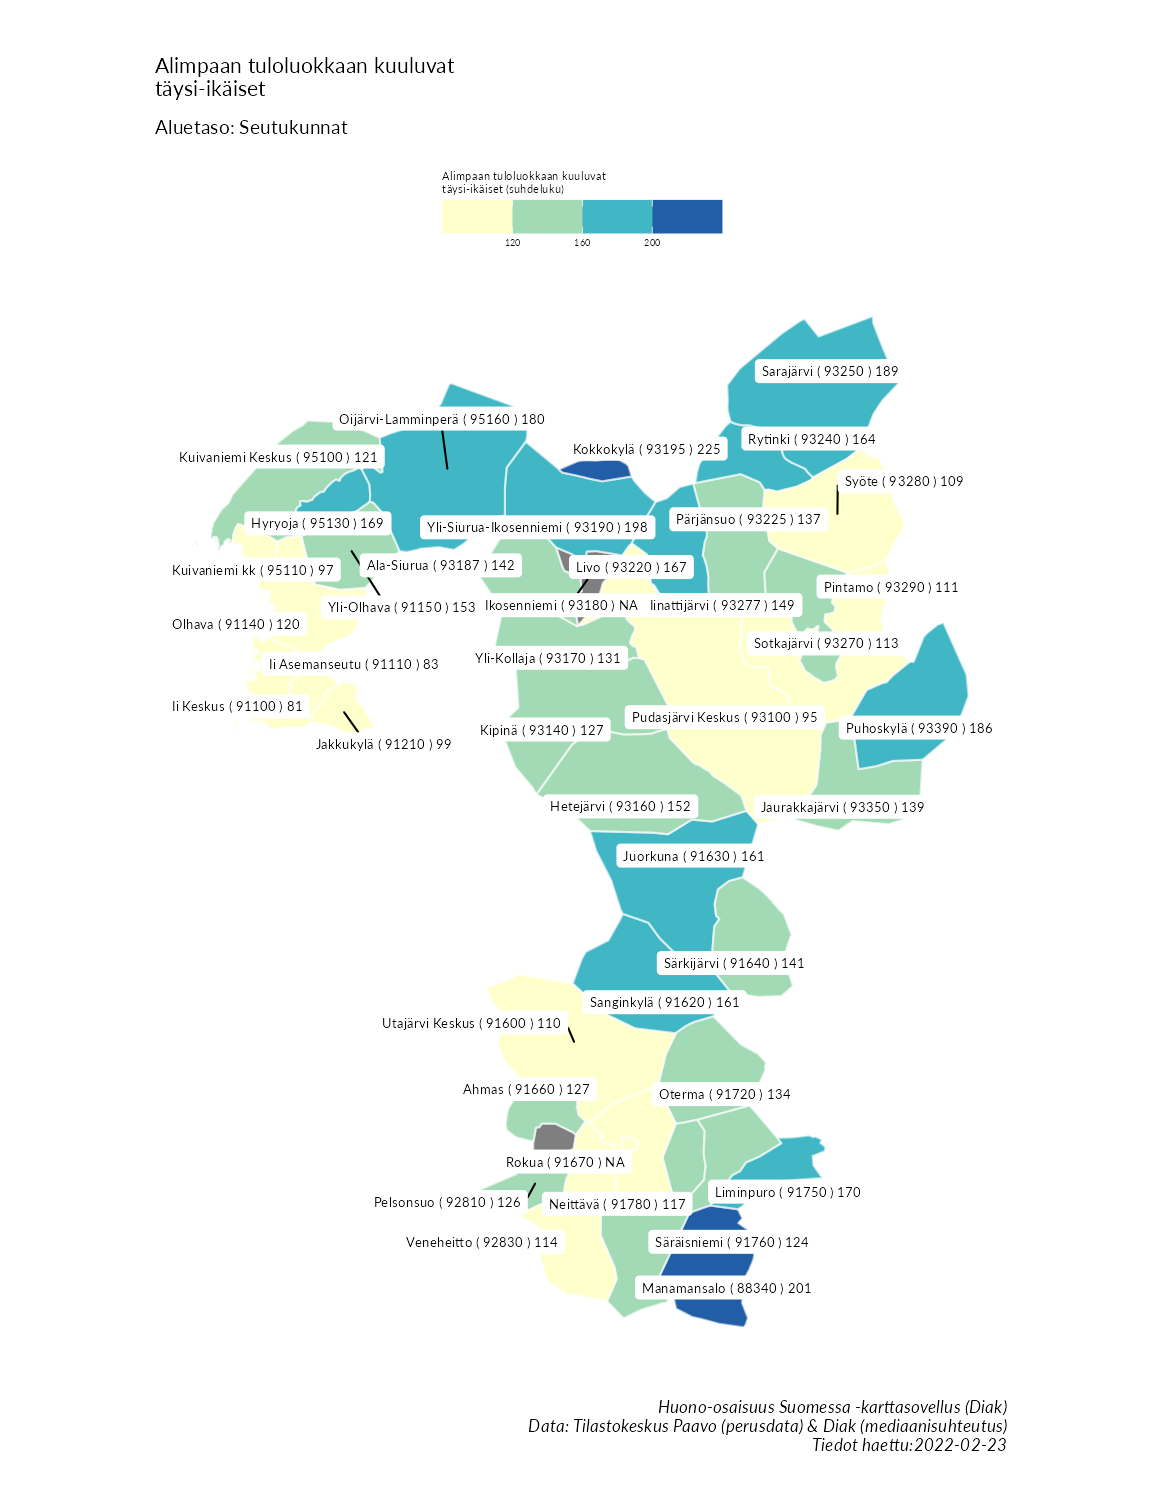 Alimpaan tuloluokkaan kuuluvat
täysi-ikäiset
Aluetaso: Seutukunnat
Alimpaan tuloluokkaan kuuluvat
täysi-ikäiset (suhdeluku)
120 160 200
Sarajärvi ( 93250 ) 189
Oijärvi-Lamminperä ( 95160 ) 180
Rytinki ( 93240 ) 164
Kokkokylä ( 93195 ) 225
Kuivaniemi Keskus ( 95100 ) 121
Syöte ( 93280 ) 109
Pärjänsuo ( 93225 ) 137
Hyryoja ( 95130 ) 169
Yli-Siurua-Ikosenniemi ( 93190 ) 198
Ala-Siurua ( 93187 ) 142
Livo ( 93220 ) 167
Kuivaniemi kk ( 95110 ) 97
Pintamo ( 93290 ) 111
Yli-Olhava ( 91150 ) 153
Ikosenniemi ( 93180 ) NA
Iinattijärvi ( 93277 ) 149
Olhava ( 91140 ) 120
Sotkajärvi ( 93270 ) 113
Yli-Kollaja ( 93170 ) 131
Ii Asemanseutu ( 91110 ) 83
Ii Keskus ( 91100 ) 81
Pudasjärvi Keskus ( 93100 ) 95
Kipinä ( 93140 ) 127
Puhoskylä ( 93390 ) 186
Jakkukylä ( 91210 ) 99
Hetejärvi ( 93160 ) 152
Jaurakkajärvi ( 93350 ) 139
Juorkuna ( 91630 ) 161
Särkijärvi ( 91640 ) 141
Sanginkylä ( 91620 ) 161
Utajärvi Keskus ( 91600 ) 110
Ahmas ( 91660 ) 127
Oterma ( 91720 ) 134
Rokua ( 91670 ) NA
Liminpuro ( 91750 ) 170
Pelsonsuo ( 92810 ) 126
Neittävä ( 91780 ) 117
Veneheitto ( 92830 ) 114
Säräisniemi ( 91760 ) 124
Manamansalo ( 88340 ) 201
Huono-osaisuus Suomessa -karttasovellus (Diak)
Data: Tilastokeskus Paavo (perusdata) & Diak (mediaanisuhteutus)
Tiedot haettu:2022-02-23